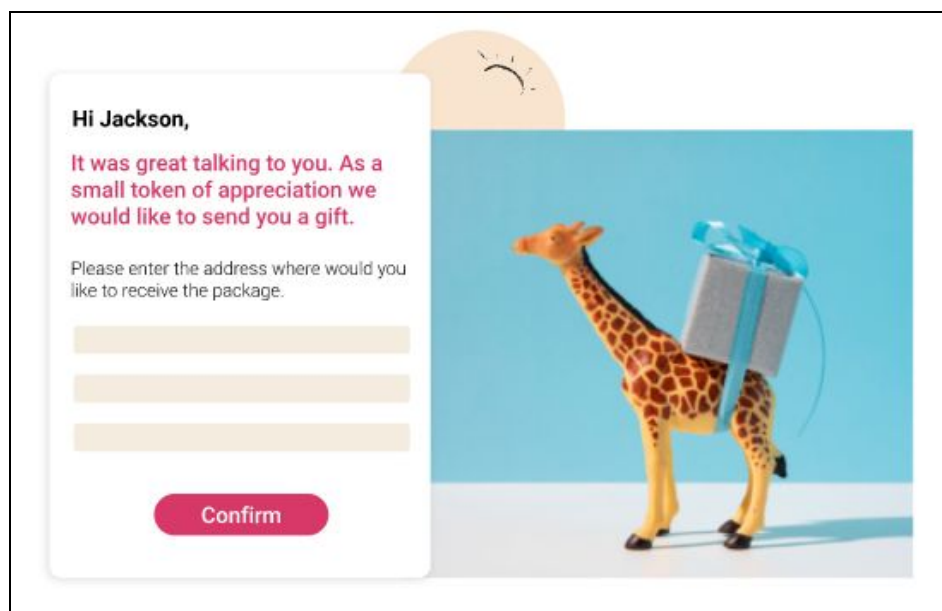 Hi Jackson,
It was great talking to you. As a
small token of appreciation we
would like to send you a gift.
Please enter the address where would you
like to receive the package.
Confirm